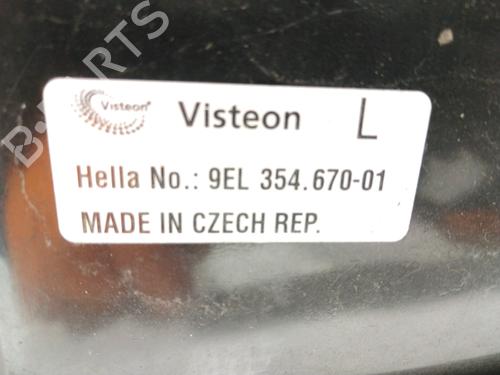 B-PARTS
Visteon Visteon L
Hella No.: 9EL 354.670-01
MADE IN CZECH REP.